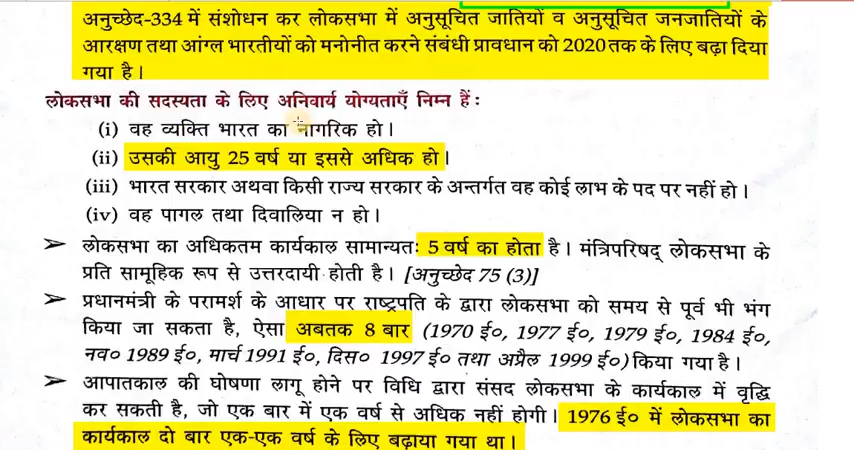 अनुच्छेद-334 में संशोधन कर लोकसभा में अनुसूचित जातियों व अनुसूचित जनजातियों के
आरक्षण तथा आंग्ल भारतीयों को मनोनीत करने संबंधी प्रावधान को 2020 तक के लिए बढ़ा दिया
गया है।
लोकसभा की सदस्यता के लिए अनिवार्य योग्यताएँ निम्न हैं :
(i) वह व्यक्ति भारत का नागरिक हो।
(ii) उसकी आयु 25 वर्ष या इससे अधिक हो।
(iii) भारत सरकार अथवा किसी राज्य सरकार के अन्तर्गत वह कोई लाभ के पद पर नहीं हो।
(iv) वह पागल तथा दिवालिया न हो।
➢ लोकसभा का अधिकतम कार्यकाल सामान्यतः 5 वर्ष का होता है। मंत्रिपरिषद् लोकसभा के
प्रति सामूहिक रूप से उत्तरदायी होती है। [अनुच्छेद 75 (3)]
➢ प्रधानमंत्री के परामर्श के आधार पर राष्ट्रपति के द्वारा लोकसभा को समय से पूर्व भी भंग
किया जा सकता है, ऐसा अबतक 8 बार (1970 ई०, 1977 ई०, 1979 ई०, 1984 ई०,
नव० 1989 ई०, मार्च 1991 ई०, दिस० 1997 ई० तथा अप्रैल 1999 ई०) किया गया है।
➢ आपातकाल की घोषणा लागू होने पर विधि द्वारा संसद लोकसभा के कार्यकाल में वृद्धि
कर सकती है, जो एक बार में एक वर्ष से अधिक नहीं होगी। 1976 ई० में लोकसभा का
कार्यकाल दो बार एक-एक वर्ष के लिए बढ़ाया गया था।